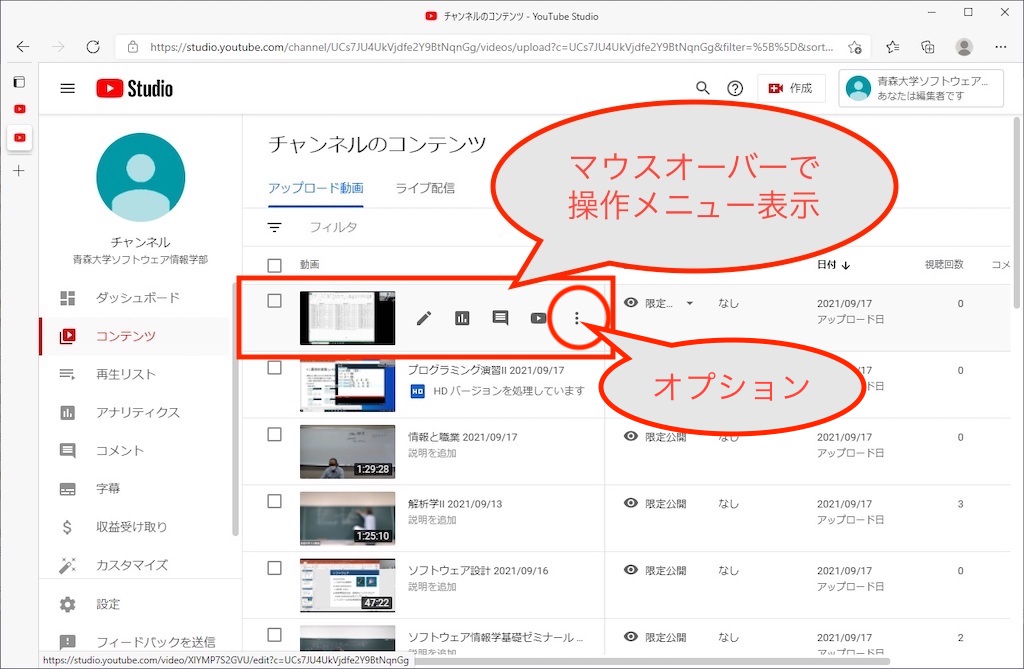 チャンネルのコンテンツ - YouTube Studio
https://studio.youtube.com/channel/UCs7JU4UkVjdfe2Y9BtNqnGg/videos/upload?c=UCs7JU4UkVjdfe2Y9BtNqnGg&filter=%5B%5D&sort...
Studio
作成
青森大学ソフトウェア...
あなたは編集者です
チャンネル
青森大学ソフトウェア情報学部
ダッシュボード
コンテンツ
再生リスト
アナリティクス
コメント
字幕
収益受け取り
カスタマイズ
設定
フィードバックを送信
チャンネルのコンテンツ
アップロード動画
ライブ配信
フィルタ
マウスオーバーで
操作メニュー表示
オプション
動画
日付
視聴回数
コメ
限定...
なし
2021/09/17
0
アップロード日
プログラミング演習II 2021/09/17
0
HD HD バージョンを処理しています
ド日
1:29:28
情報と職業 2021/09/17
説明を追加
限定公開
なし
2021/09/17
0
アップロード日
1:25:10
解析学II 2021/09/13
説明を追加
限定公開
なし
2021/09/17
3
アップロード日
47:22
ソフトウェア設計 2021/09/16
説明を追加
限定公開
なし
2021/09/17
0
アップロード日
ソフトウェア情報学基礎ゼミナール ...
説明を追加
限定公開
なし
2021/09/17
2
アップロード日
https://studio.youtube.com/video/XIYMP7S2GVU/edit?c=UCs7JU4UkVjdfe2Y9BtNqnGg